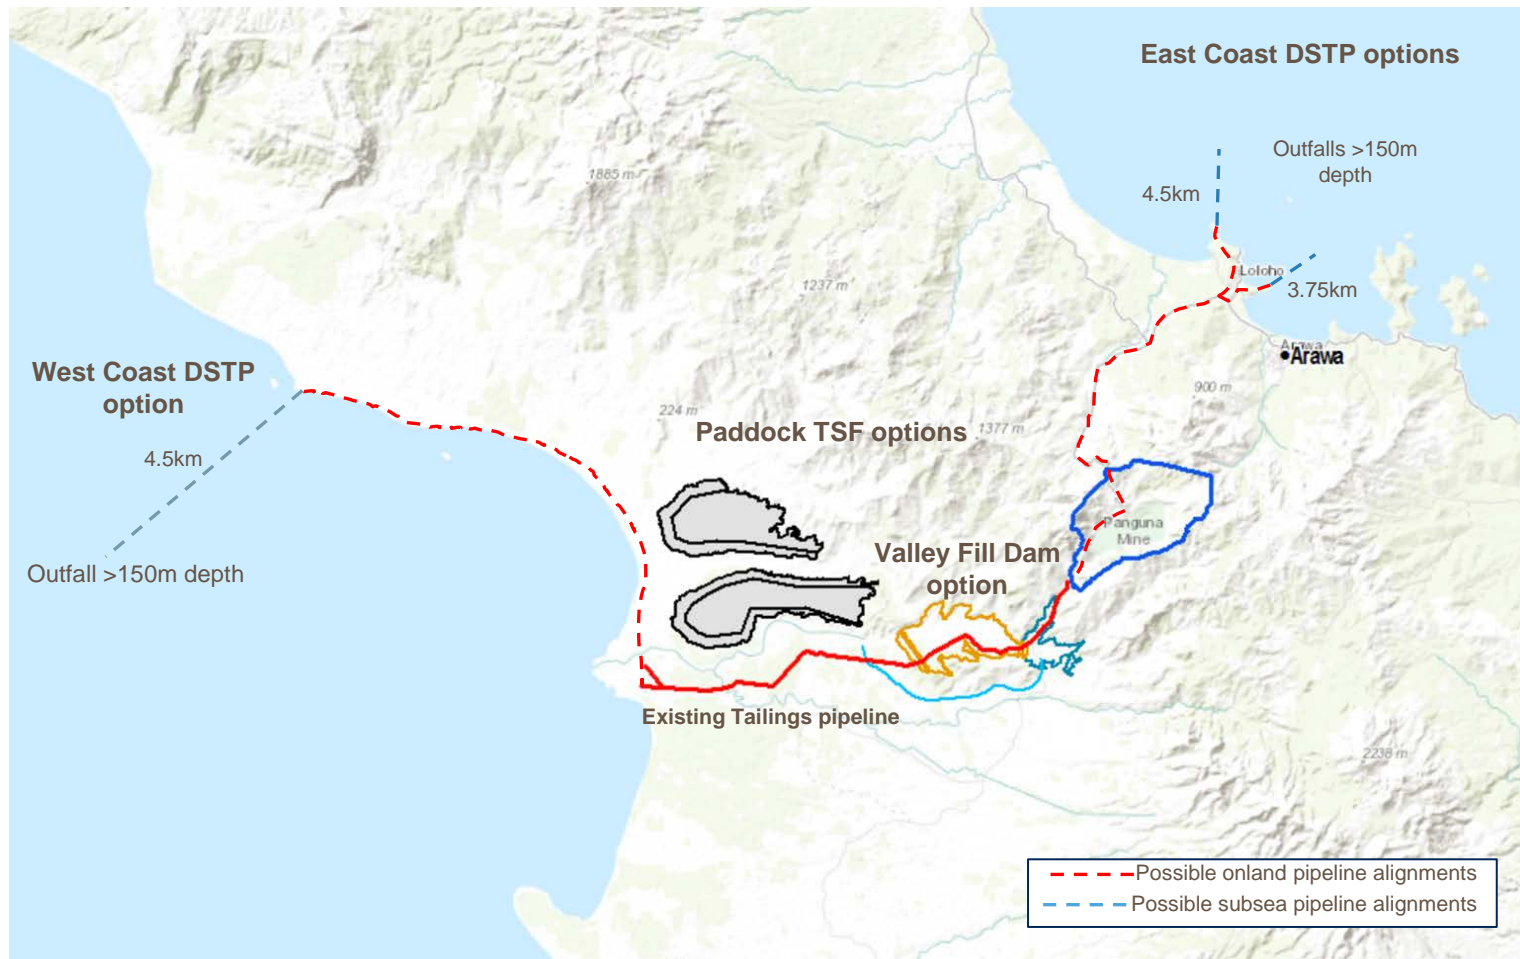 East Coast DSTP options
Outfalls >150m
depth
4.5km
1885 m
Loloho
1237 m
3.75km
Arawa
Arawa
West Coast DSTP
option
900 m
224 m
1377 m
Paddock TSF options
4.5km
Panguna
Mine
Valley Fill Dam
option
Outfall >150m depth
Existing Tailings pipeline
2238 m
Possible onland pipeline alignments
Possible subsea pipeline alignments